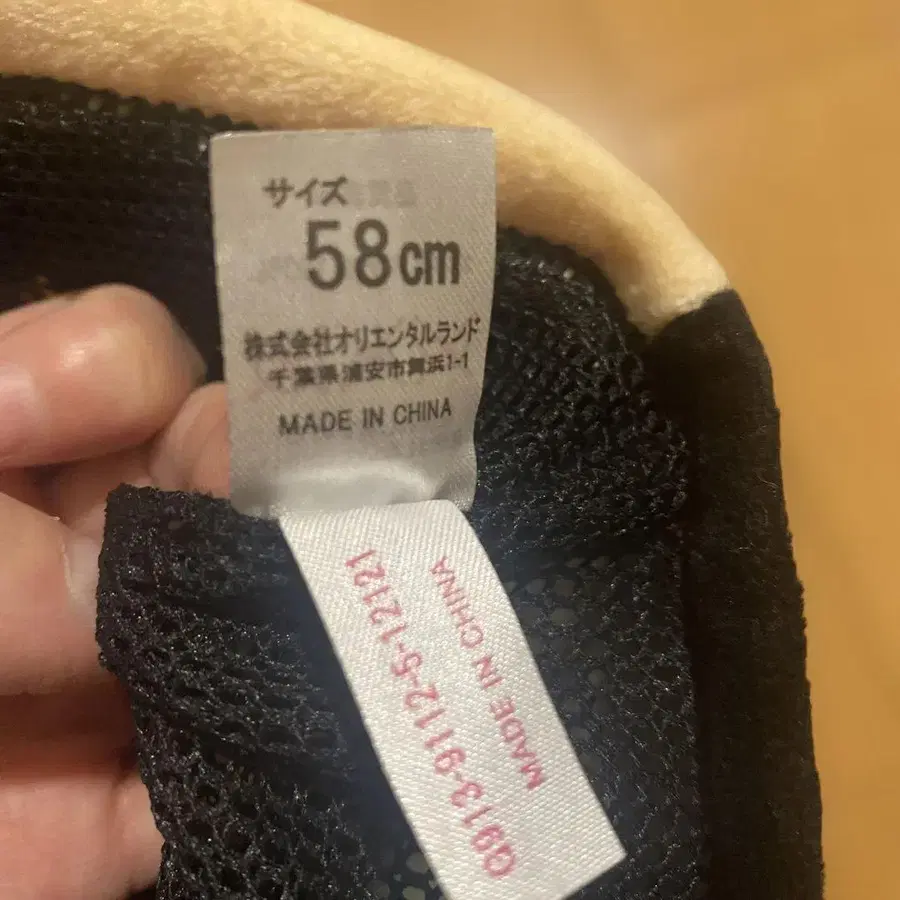 サイズ
58cm
株式会社オリエンタルランド
千葉県浦安市舞浜1-1
MADE IN CHINA
G913-9112-5-12121
MADE IN CHINA